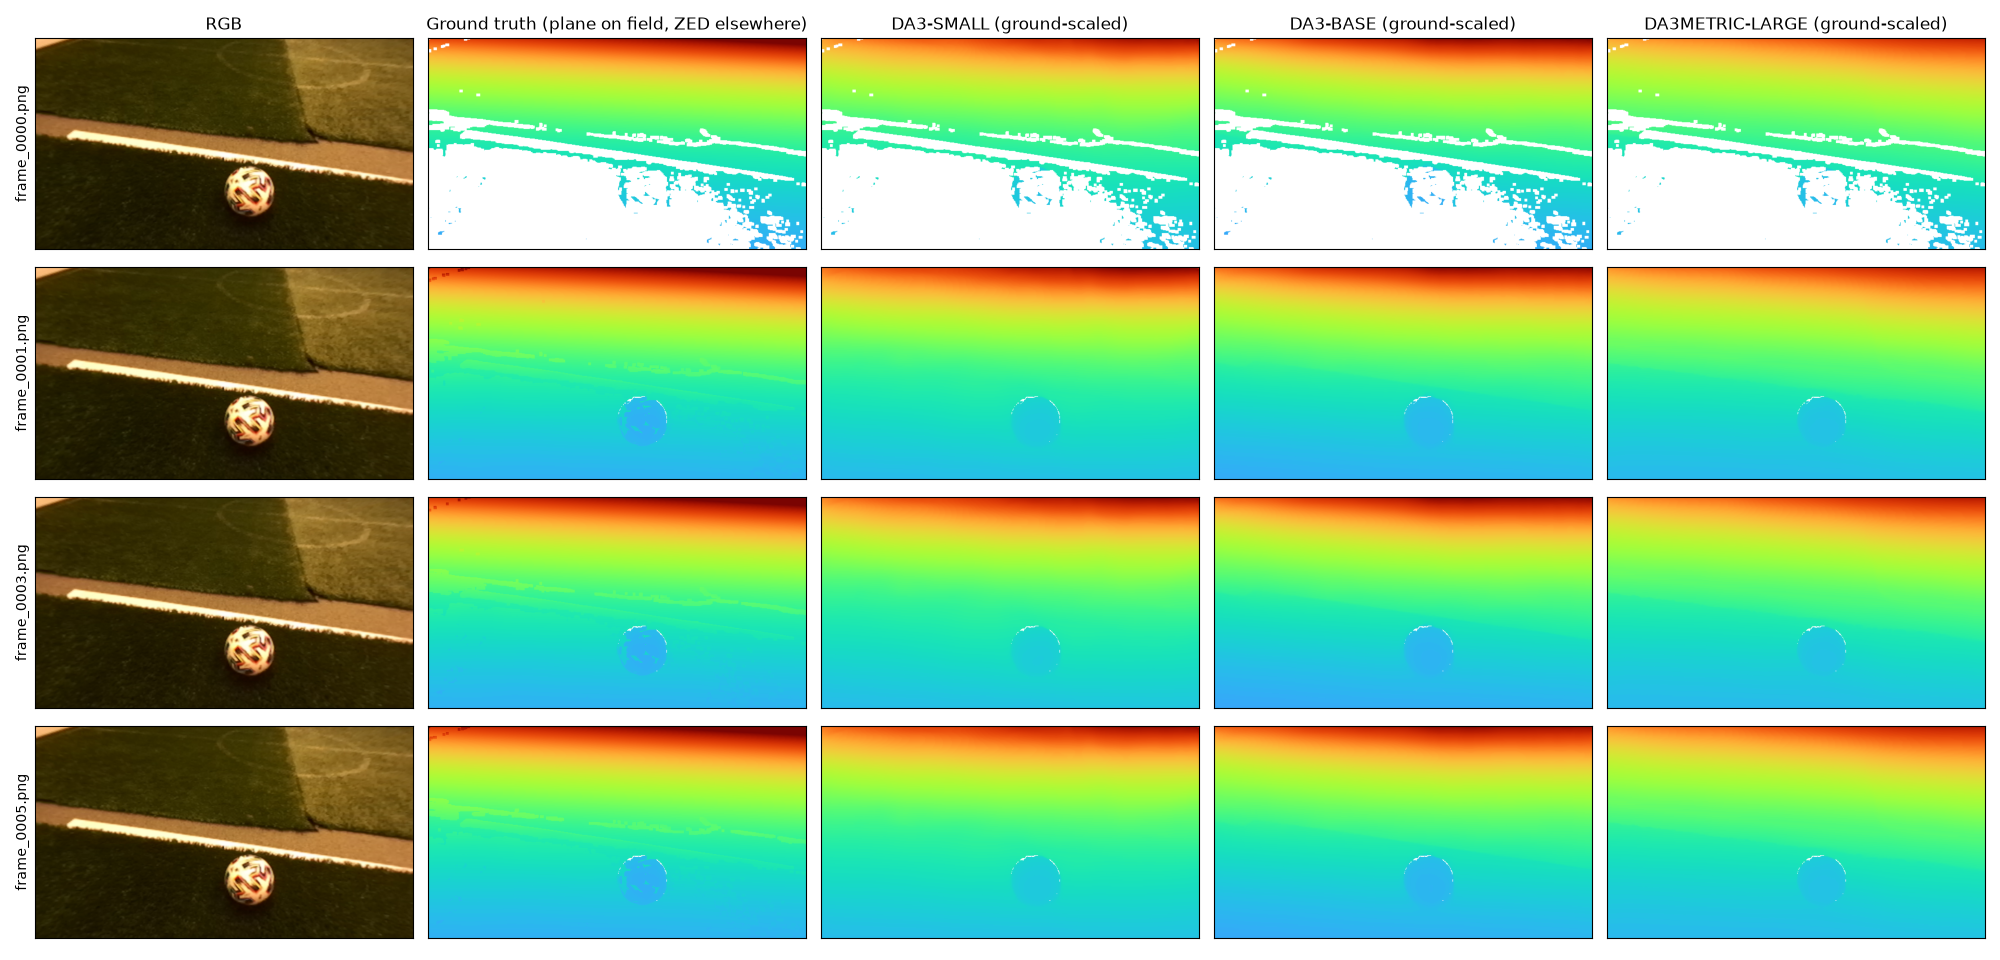 RGB
Ground truth (plane on field, ZED elsewhere)
DA3-SMALL (ground-scaled)
DA3-BASE (ground-scaled)
DA3METRIC-LARGE (ground-scaled)
frame_0000.png
frame_0001.png
frame_0003.png
frame_0005.png